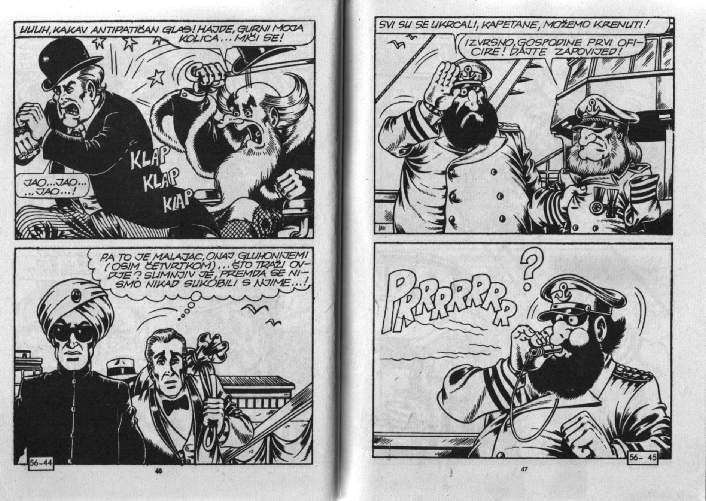 UUUH, KAKAV ANTIPATIČAN GLAS! HAJDE, GURNI MOJA
KOLICA... MIČI SE!
KLAP
KLAP
KLAP
JAO...JAO...
...JAO...!
PA TO JE MALAJAC, ONAJ GLUHONIJEMI
(OSIM ČETVRTKOM)... ŠTO TRAŽI OV-
DJE? SUMNJIV JE, PREMDA SE NI-
SMO NIKAD SUKOBILI S NJIME...!
56-44
46
SVI SU SE UKRCALI, KAPETANE, MOŽEMO KRENUTI!
IZVRSNO, GOSPODINE PRVI OFI-
CIRE! DAJTE ZAPOVIJED!
PRRRRRRR
?
56-45
47